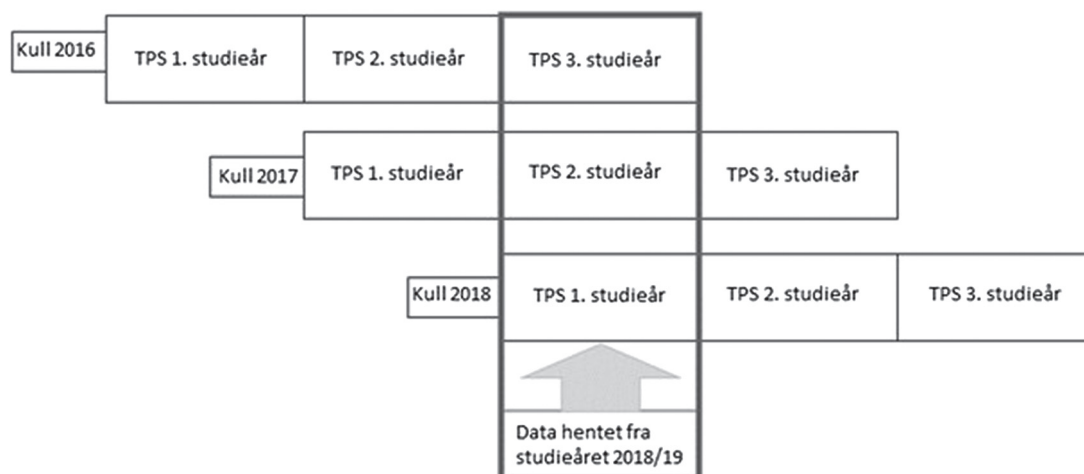 Kull 2016
TPS 1. studieår
TPS 2. studieår
TPS 3. studieår
Kull 2017
TPS 1. studieår
TPS 2. studieår
TPS 3. studieår
Kull 2018
TPS 1. studieår
TPS 2. studieår
TPS 3. studieår
Data hentet fra
studieåret 2018/19